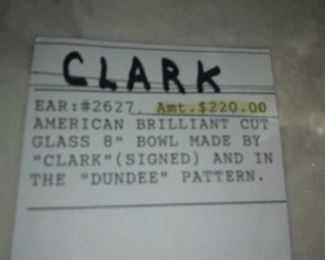 CLARK
EAR:#2627. Amt.$220.00
AMERICAN BRILLIANT CUT
GLASS 8" BOWL MADE BY
"CLARK"(SIGNED) AND IN
THE "DUNDEE" PATTERN.